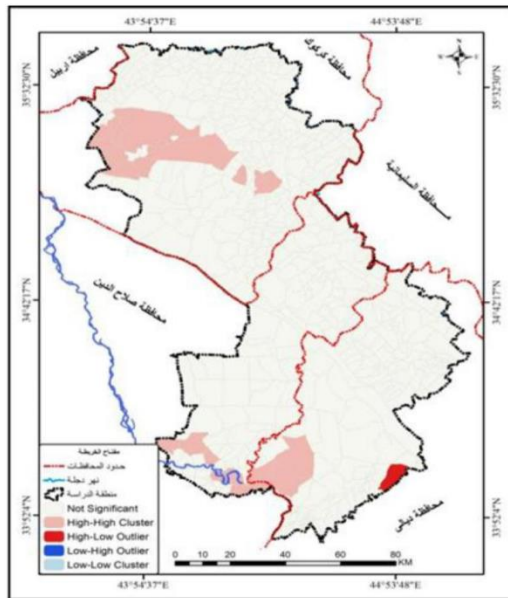 43°54'37"E
44°53'48"E
35°32'30"N
35°32'30"N
محافظة اربيل
محافظة كركوك
محافظة السليمانية
34°42'17"N
34°42'17"N
محافظة صلاح الدين
مفتاح الخريطة
حدود المحافظات
نهر دجلة
منطقة الدراسة
Not Significant
High-High Cluster
High-Low Outlier
Low-High Outlier
Low-Low Cluster
33°52'4"N
33°52'4"N
محافظة ديالى
0 10 20 40 60 80
KM
43°54'37"E
44°53'48"E